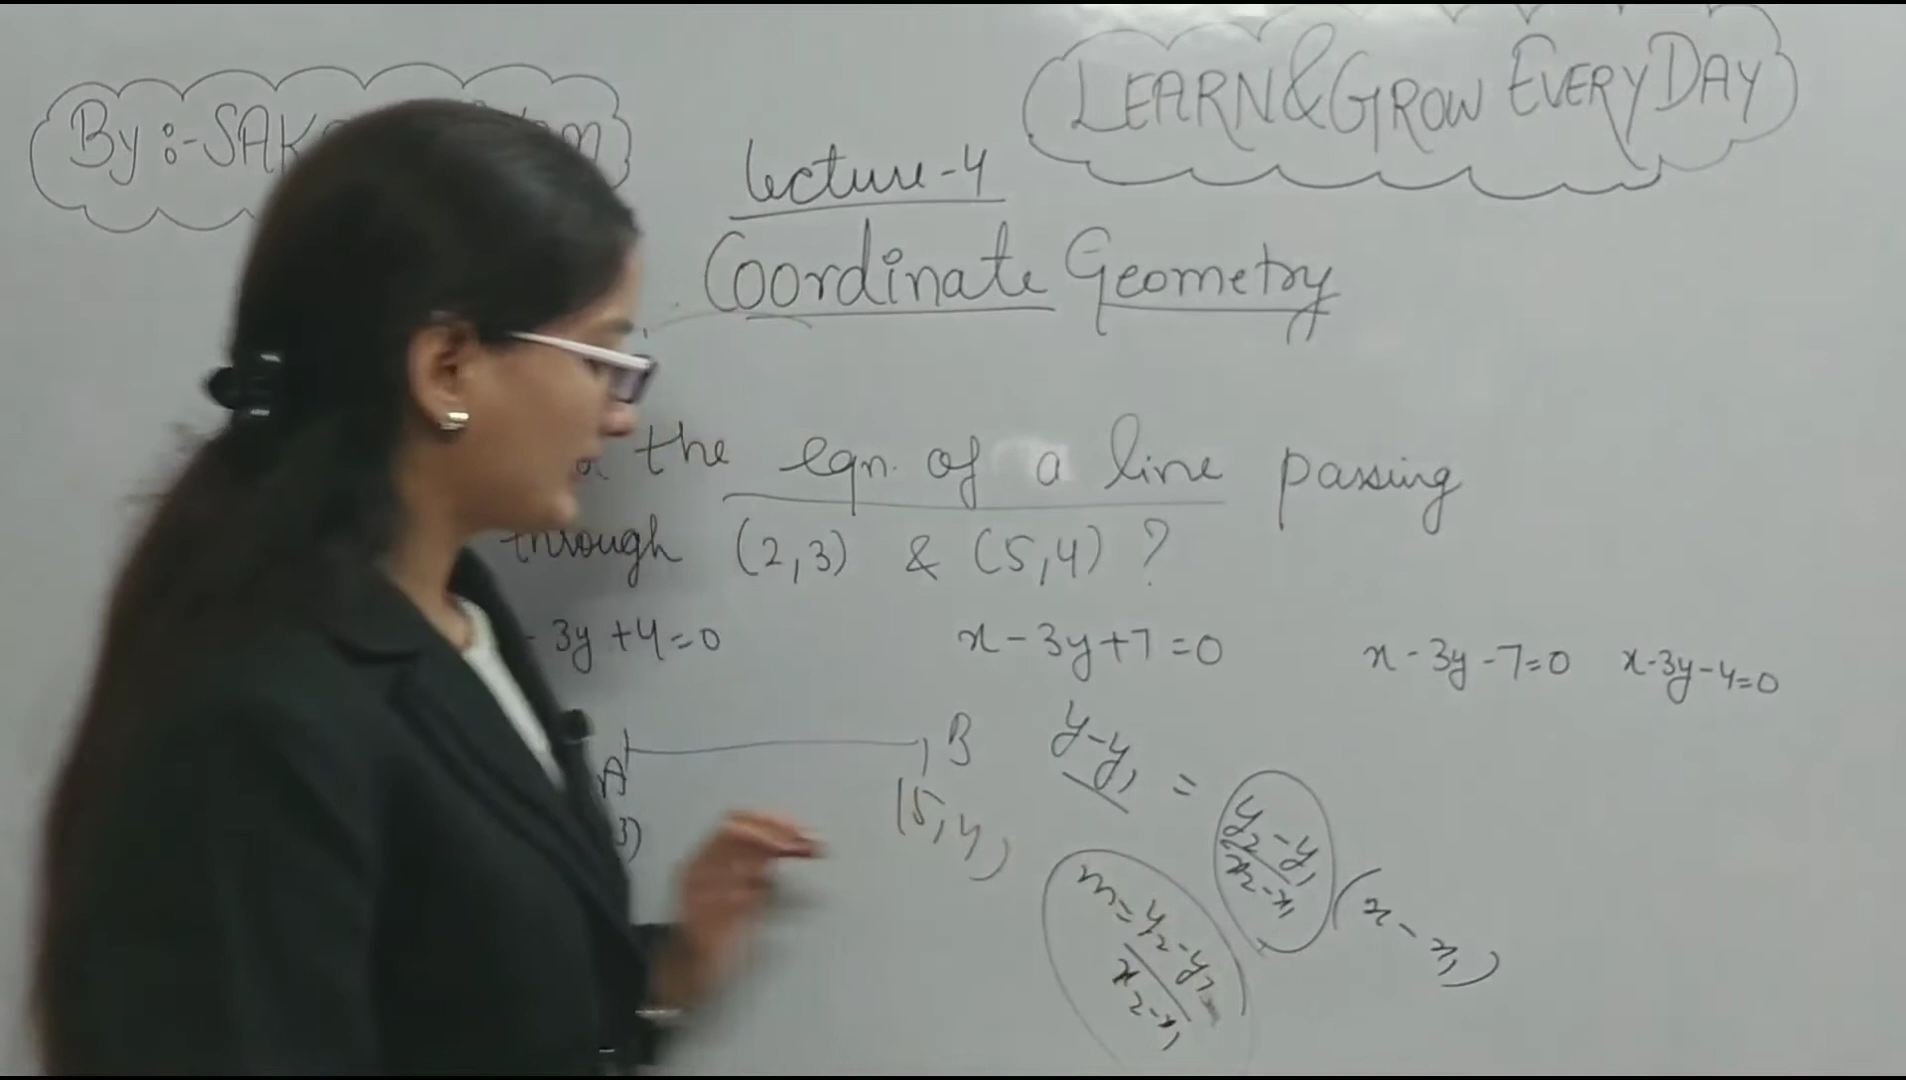 By :- SAK
LEARN & GROW EVERY DAY
Lecture-4
Coordinate Geometry
the eqn. of a line passing
through (2,3) & (5,4) ?
- 3y + 4 = 0
x - 3y + 7 = 0
x - 3y - 7 = 0
x - 3y - 4 = 0
A
3)
B
(5,4)
y - y₁ = y₂ - y₁ / x₂ - x₁ (x - x₁)
m = y₂ - y₁ / x₂ - x₁